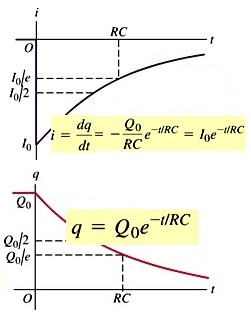 i
RC
O
t
I₀/e
I₀/2
i = dq/dt = −Q₀/RC e^−t/RC = I₀e^−t/RC
I₀
q
Q₀
q = Q₀e^−t/RC
Q₀/2
Q₀/e
O
RC
t